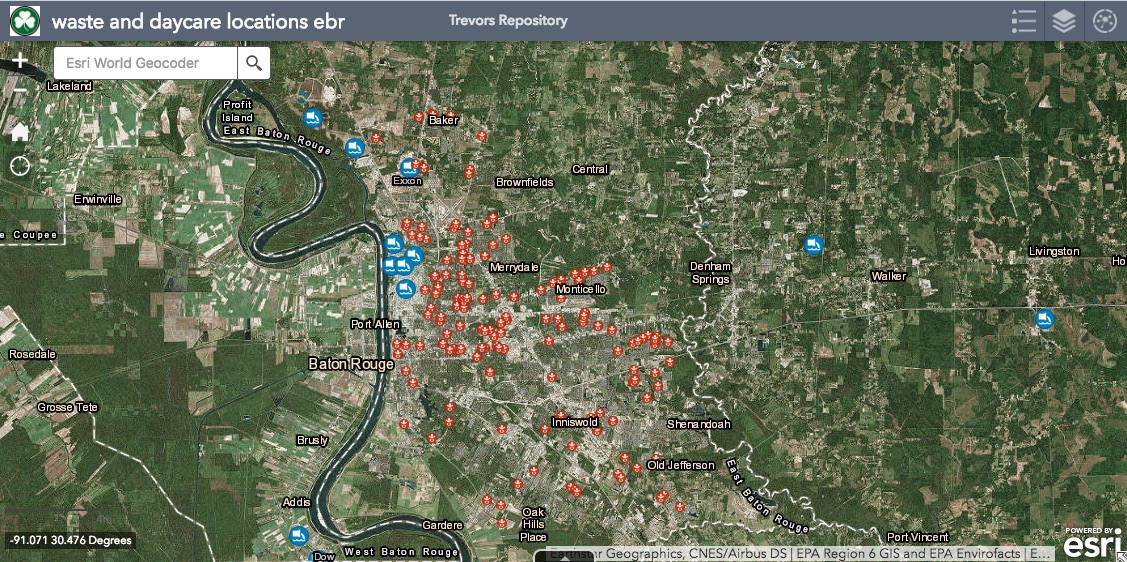 waste and daycare locations ebr
Trevors Repository
Esri World Geocoder
Lakeland
Profit
Island
East Baton Rouge
Baker
Exxon
Brownfields
Central
Erwinville
e Coupee
Merrydale
Denham
Springs
Livingston
Ho
Walker
Monticello
Port Allen
Rosedale
Baton Rouge
Grosse Tete
Inniswold
Shenandoah
Brusly
Old Jefferson
East Baton Rouge
Addis
Gardere
Oak
Hills
Place
Port Vincent
Dow
West Baton Rouge
-91.071 30.476 Degrees
Earthstar Geographics, CNES/Airbus DS | EPA Region 6 GIS and EPA Envirofacts | E...
POWERED BY
esri